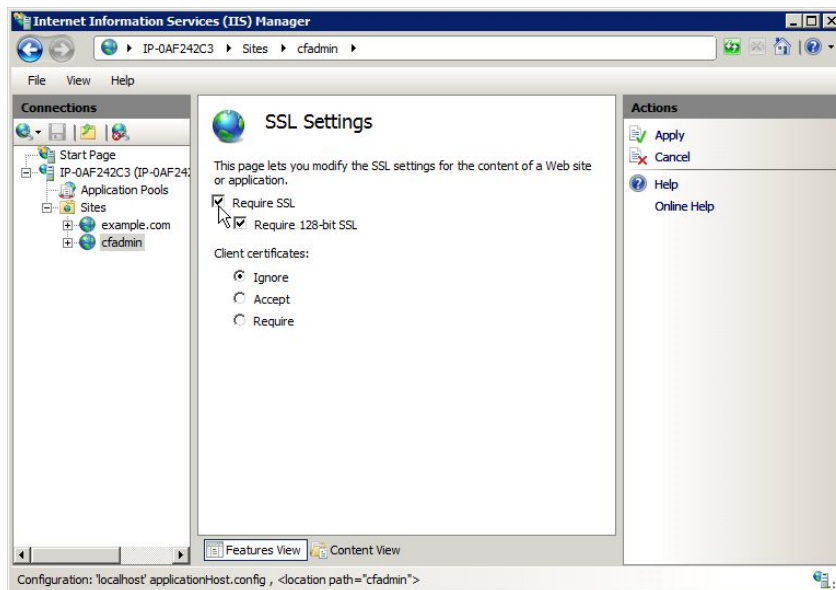 Internet Information Services (IIS) Manager
IP-0AF242C3 Sites cfadmin
File View Help
Connections
Start Page
IP-0AF242C3 (IP-0AF24
Application Pools
Sites
example.com
cfadmin
SSL Settings
This page lets you modify the SSL settings for the content of a Web site
or application.
Require SSL
Require 128-bit SSL
Client certificates:
Ignore
Accept
Require
Features View Content View
Actions
Apply
Cancel
Help
Online Help
Configuration: 'localhost' applicationHost.config , <location path="cfadmin">